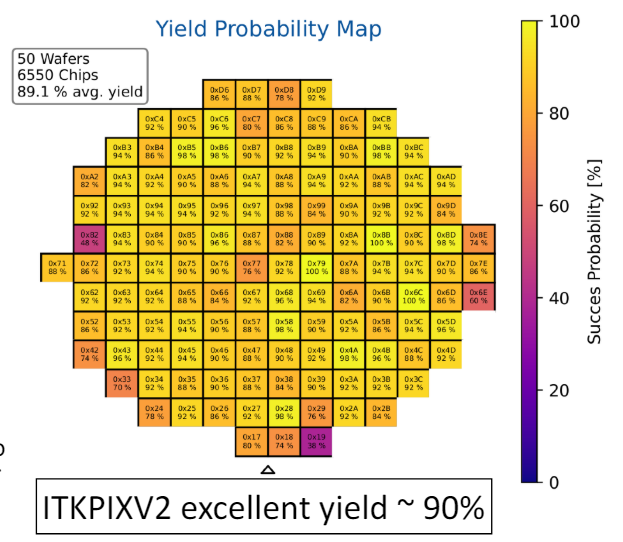 Yield Probability Map
50 Wafers
6550 Chips
89.1 % avg. yield
0xD6 0xD7 0xD8 0xD9
86 % 88 % 78 % 92 %
0xC4 0xC5 0xC6 0xC7 0xC8 0xC9 0xCA 0xCB
92 % 90 % 96 % 80 % 86 % 88 % 86 % 94 %
0xB3 0xB4 0xB5 0xB6 0xB7 0xB8 0xB9 0xBA 0xBB 0xBC
94 % 86 % 98 % 98 % 90 % 92 % 94 % 90 % 98 % 94 %
0xA2 0xA3 0xA4 0xA5 0xA6 0xA7 0xA8 0xA9 0xAA 0xAB 0xAC 0xAD
82 % 94 % 92 % 90 % 88 % 94 % 88 % 94 % 92 % 88 % 94 % 94 %
0x92 0x93 0x94 0x95 0x96 0x97 0x98 0x99 0x9A 0x9B 0x9C 0x9D
92 % 94 % 94 % 94 % 92 % 94 % 88 % 84 % 90 % 92 % 92 % 84 %
0x82 0x83 0x84 0x85 0x86 0x87 0x88 0x89 0x8A 0x8B 0x8C 0x8D 0x8E
48 % 94 % 90 % 90 % 96 % 88 % 82 % 90 % 92 % 100 % 90 % 98 % 74 %
0x71 0x72 0x73 0x74 0x75 0x76 0x77 0x78 0x79 0x7A 0x7B 0x7C 0x7D 0x7E
88 % 86 % 92 % 94 % 90 % 90 % 76 % 92 % 100 % 88 % 94 % 94 % 90 % 86 %
0x62 0x63 0x64 0x65 0x66 0x67 0x68 0x69 0x6A 0x6B 0x6C 0x6D 0x6E
92 % 92 % 92 % 88 % 84 % 92 % 96 % 94 % 82 % 90 % 100 % 86 % 60 %
0x52 0x53 0x54 0x55 0x56 0x57 0x58 0x59 0x5A 0x5B 0x5C 0x5D
86 % 92 % 92 % 94 % 90 % 88 % 98 % 90 % 92 % 86 % 94 % 96 %
0x42 0x43 0x44 0x45 0x46 0x47 0x48 0x49 0x4A 0x4B 0x4C 0x4D
74 % 96 % 92 % 92 % 90 % 88 % 90 % 92 % 98 % 96 % 88 % 92 %
0x33 0x34 0x35 0x36 0x37 0x38 0x39 0x3A 0x3B 0x3C
70 % 92 % 88 % 90 % 88 % 84 % 90 % 92 % 92 % 92 %
0x24 0x25 0x26 0x27 0x28 0x29 0x2A 0x2B
78 % 92 % 86 % 92 % 98 % 76 % 92 % 84 %
0x17 0x18 0x19
80 % 74 % 38 %
ITKPIXV2 excellent yield ~ 90%
100
80
60
40
20
0
Succes Probability [%]